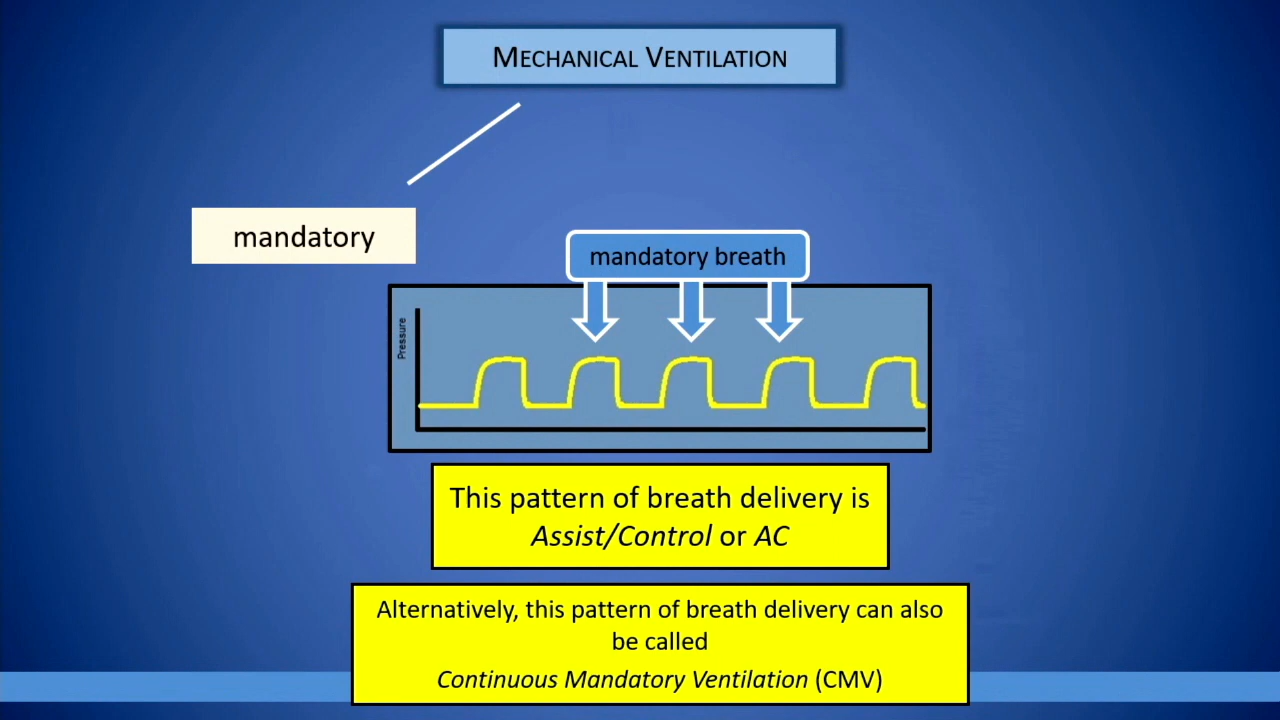 MECHANICAL VENTILATION
mandatory
mandatory breath
Pressure
This pattern of breath delivery is
Assist/Control or AC
Alternatively, this pattern of breath delivery can also
be called
Continuous Mandatory Ventilation (CMV)